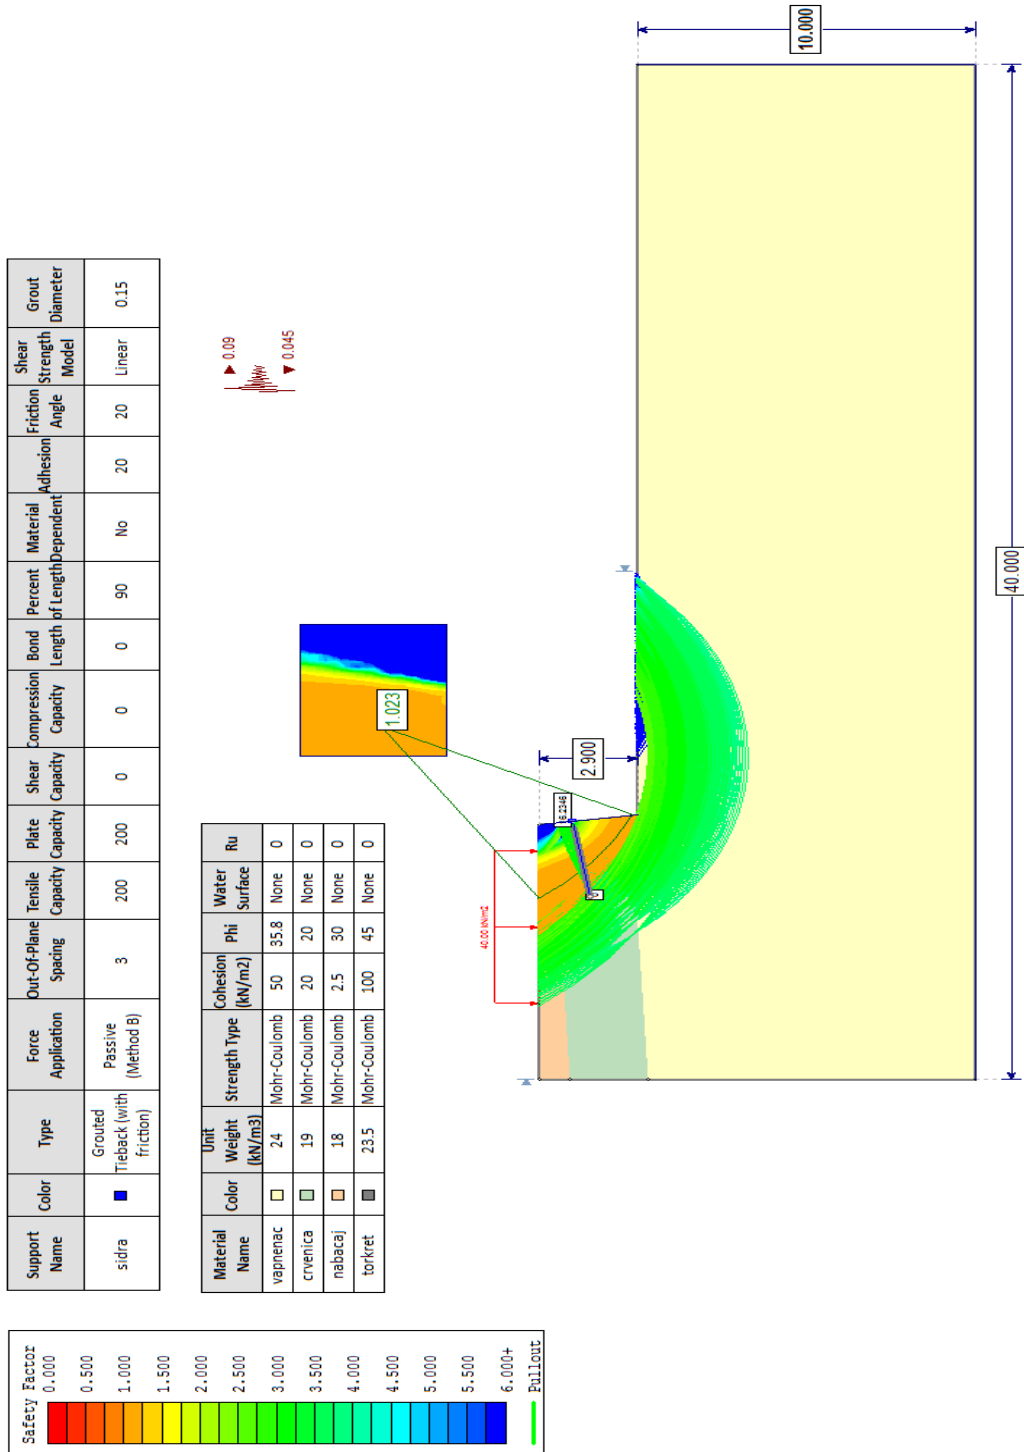 Safety Factor
0.000
0.500
1.000
1.500
2.000
2.500
3.000
3.500
4.000
4.500
5.000
5.500
6.000+
Pullout
Support Name
Color
Type
Force Application
Out-Of-Plane Spacing
Tensile Capacity
Plate Capacity
Shear Capacity
Compression Capacity
Bond Length
Percent of Length
Material Dependent
Adhesion
Friction Angle
Shear Strength Model
Grout Diameter
sidra
Grouted Tieback (with friction)
Passive (Method B)
3
200
200
0
0
0
90
No
20
20
Linear
0.15
Material Name
Color
Unit Weight (kN/m3)
Strength Type
Cohesion (kN/m2)
Phi
Water Surface
Ru
vapnenac 24 Mohr-Coulomb 50 35.8 None 0
crvenica 19 Mohr-Coulomb 20 20 None 0
nabacaj 18 Mohr-Coulomb 2.5 30 None 0
torkret 23.5 Mohr-Coulomb 100 45 None 0
0.09
0.045
1.023
40.00 kN/m2
2.900
10.000
40.000